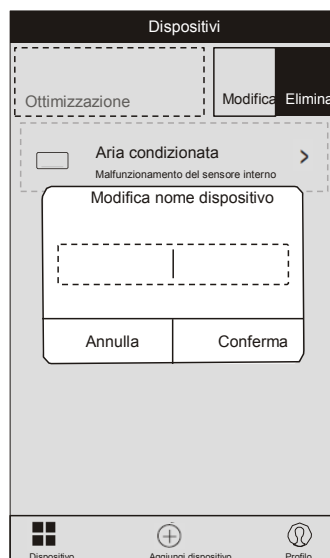 Dispositivi
Ottimizzazione
Modifica Elimina
Aria condizionata
Malfunzionamento del sensore interno
Modifica nome dispositivo
Annulla Conferma
Dispositivo Aggiungi dispositivo Profilo